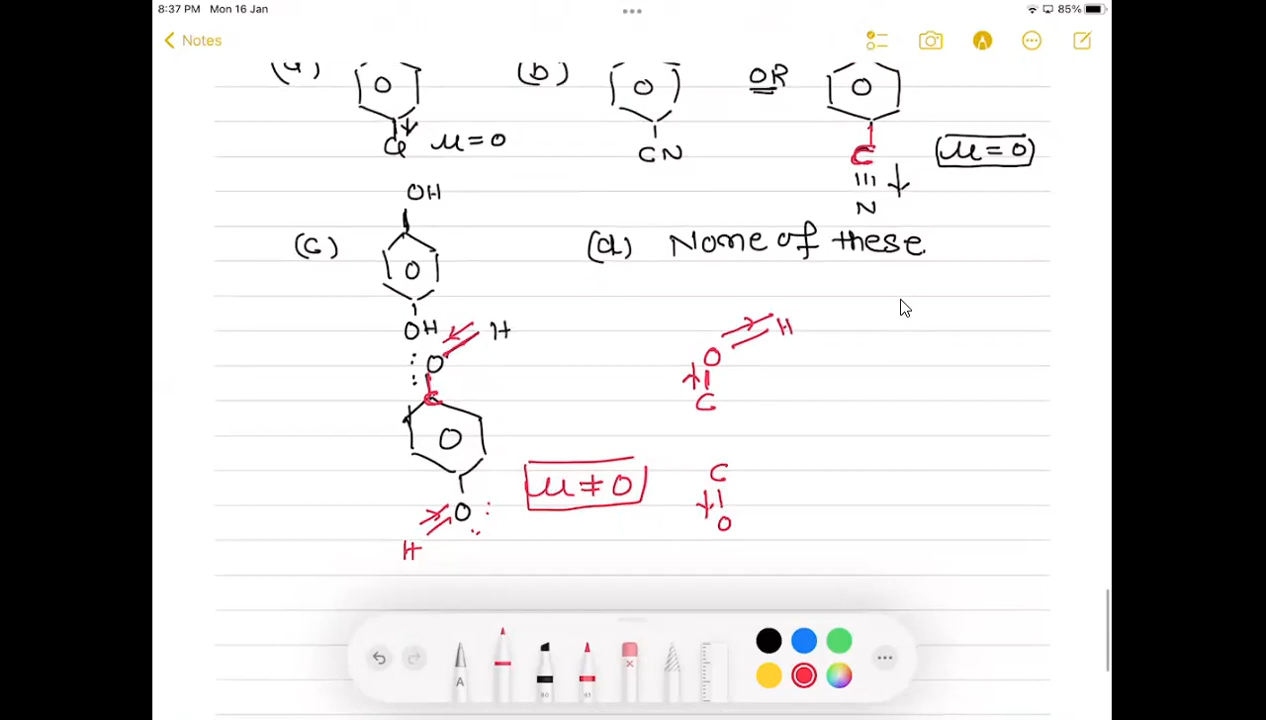 8:37 PM Mon 16 Jan
85%
Notes
(b) OR
Cl μ = 0
CN
C
N
μ = 0
OH
(c)
OH
(d) None of these
O H
C
O H
μ ≠ 0
H
O H
C
C
O
A
80